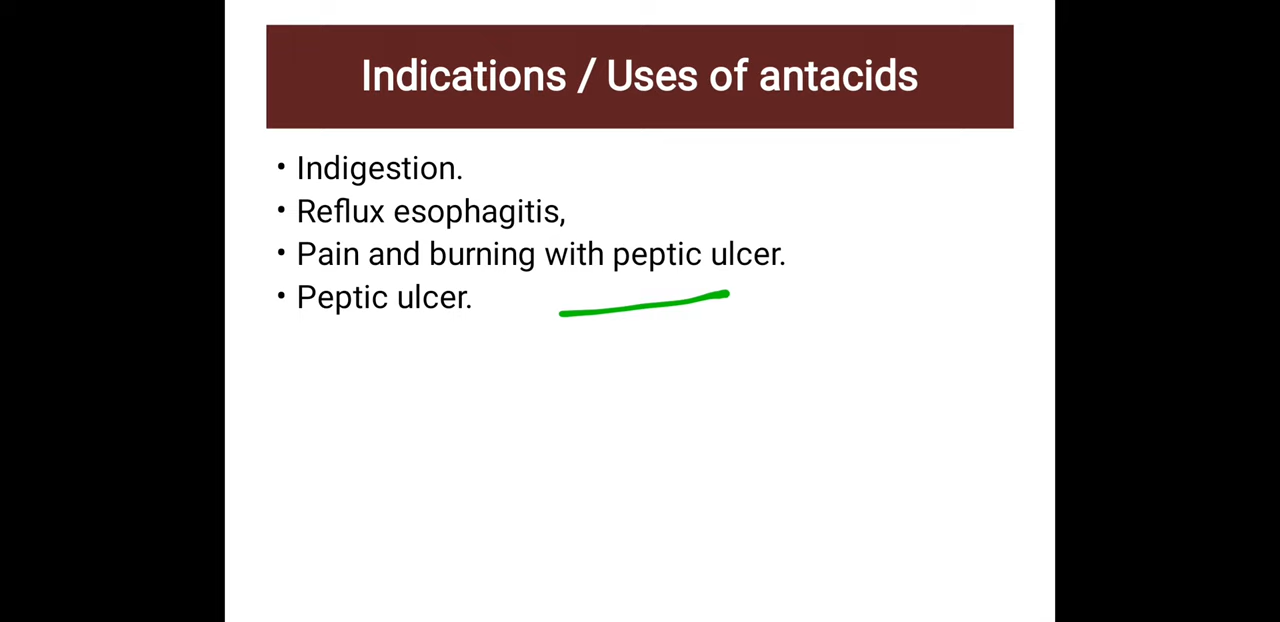 Indications / Uses of antacids
• Indigestion.
• Reflux esophagitis,
• Pain and burning with peptic ulcer.
• Peptic ulcer.